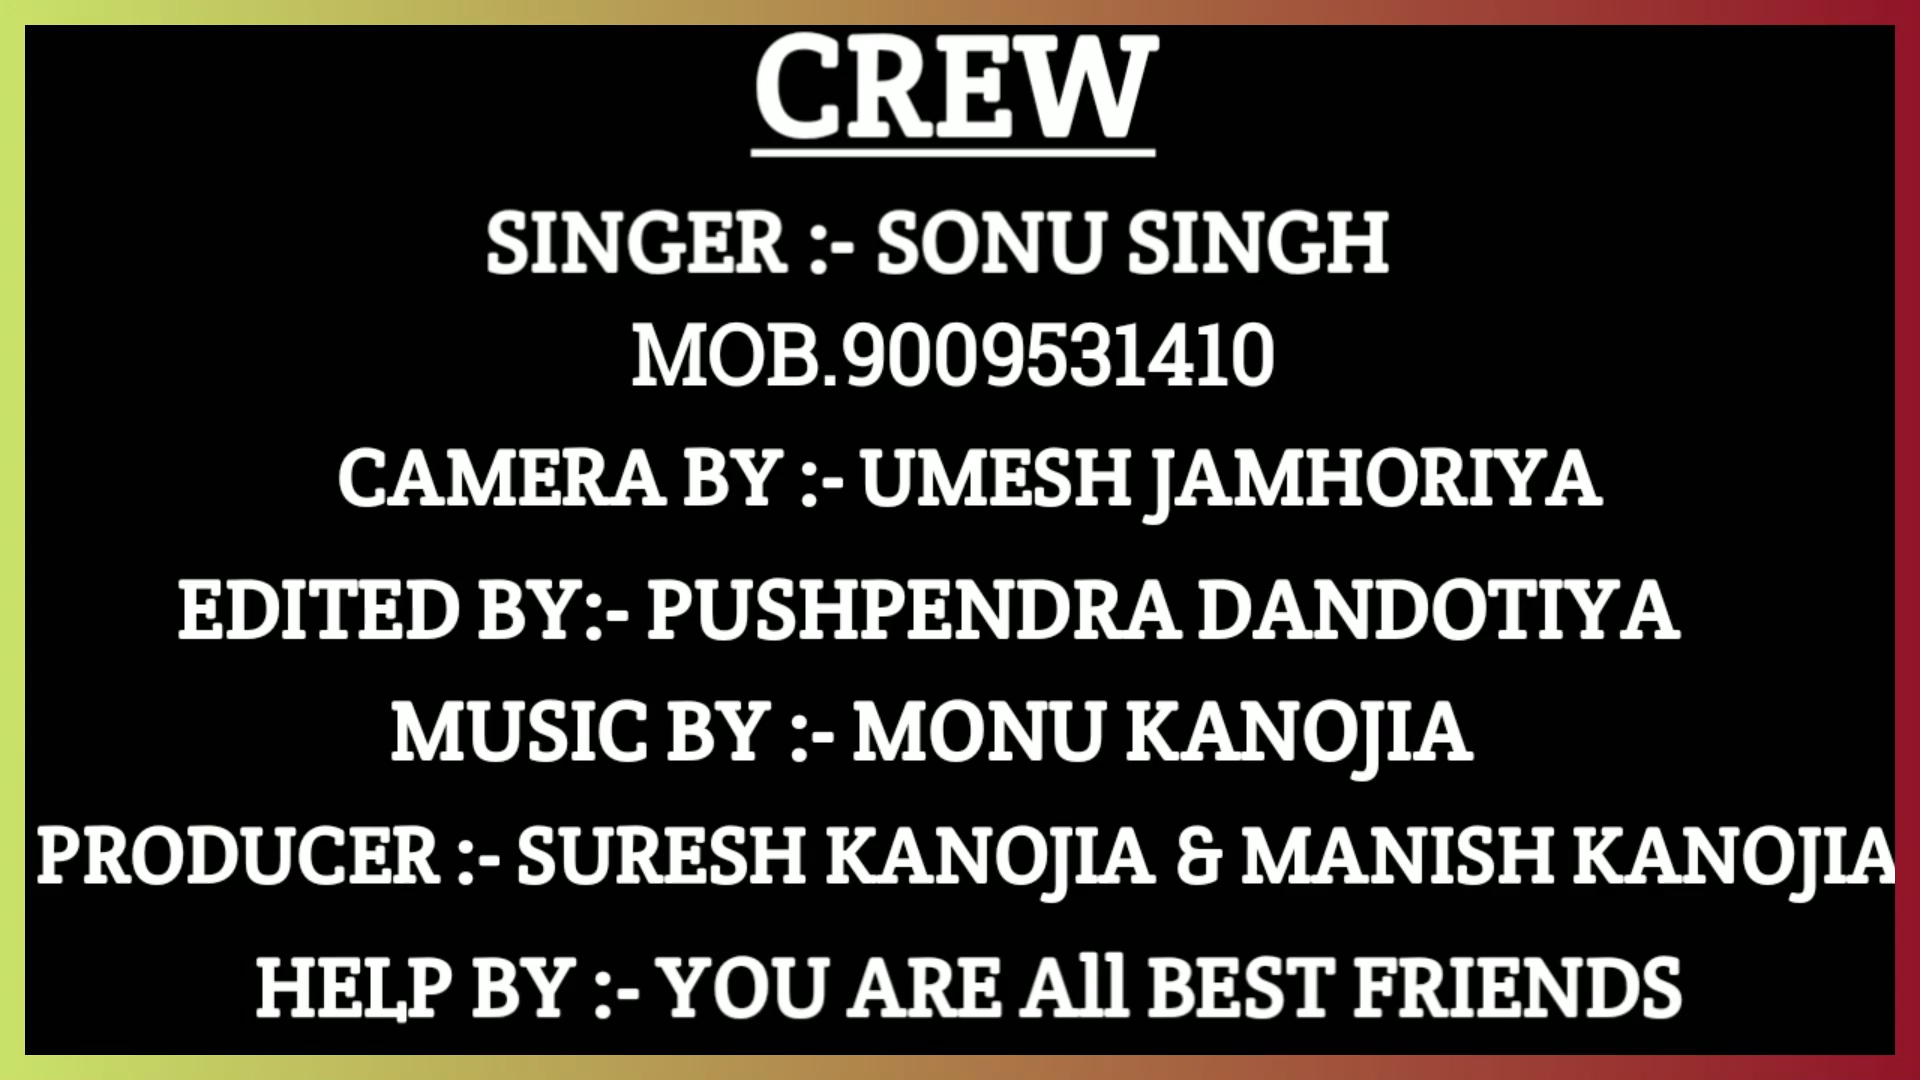 CREW
SINGER :- SONU SINGH
MOB.9009531410
CAMERA BY :- UMESH JAMHORIYA
EDITED BY:- PUSHPENDRA DANDOTIYA
MUSIC BY :- MONU KANOJIA
PRODUCER :- SURESH KANOJIA & MANISH KANOJIA
HELP BY :- YOU ARE All BEST FRIENDS